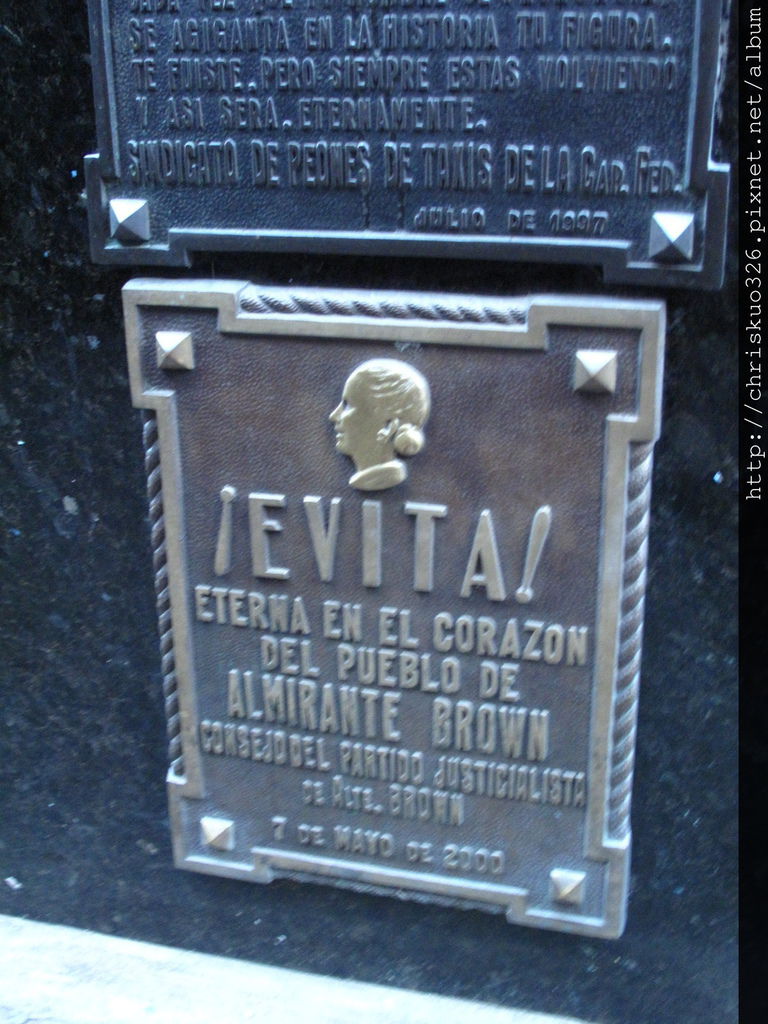 SE AGIGANTA EN LA HISTORIA TU FIGURA.
TE FUISTE, PERO SIEMPRE ESTAS VOLVIENDO
Y ASI SERA, ETERNAMENTE.
SINDICATO DE PEONES DE TAXIS DE LA CAP. FED.
JULIO DE 1997
¡EVITA!
ETERNA EN EL CORAZON
DEL PUEBLO DE
ALMIRANTE BROWN
CONSEJO DEL PARTIDO JUSTICIALISTA
DE ALTE. BROWN
7 DE MAYO DE 2000
http://chriskuo326.pixnet.net/album